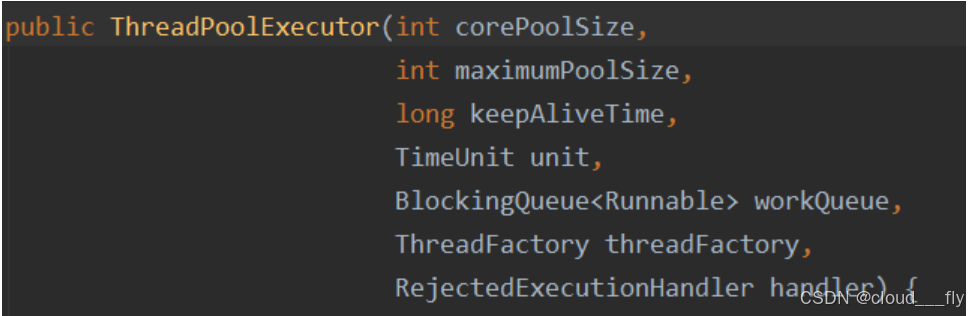 public ThreadPoolExecutor(int corePoolSize,
int maximumPoolSize,
long keepAliveTime,
TimeUnit unit,
BlockingQueue<Runnable> workQueue,
ThreadFactory threadFactory,
RejectedExecutionHandler handler) {
CSDN @cloud___fly